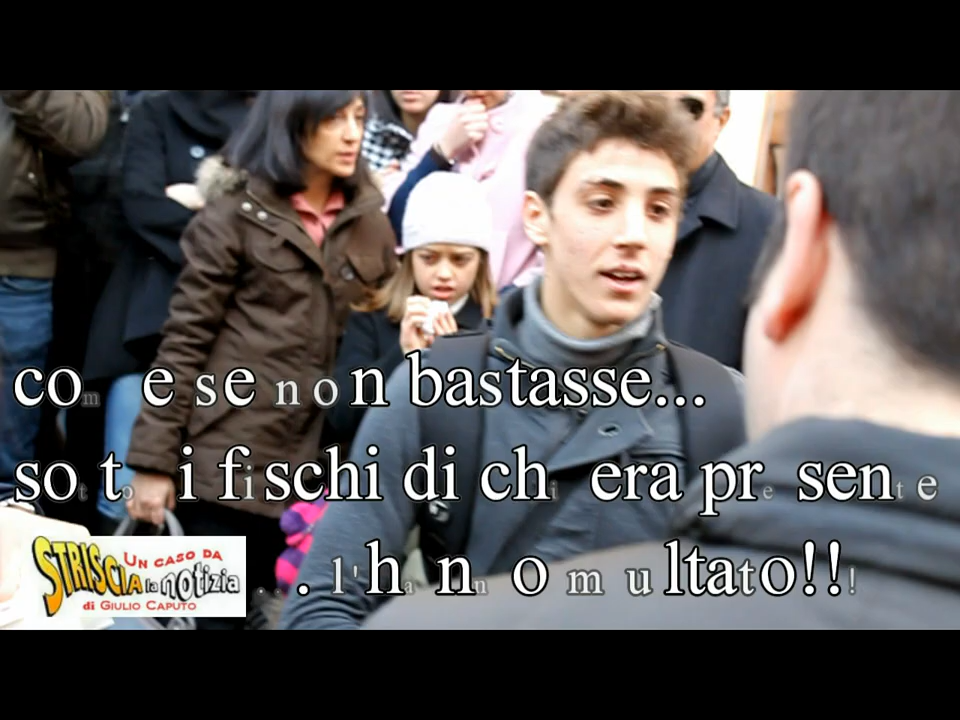 come se non bastasse...
sotto i fischi di chi era presente
...l'hanno multato!!!
UN CASO DA
STRISCIA la notizia
di GIULIO CAPUTO